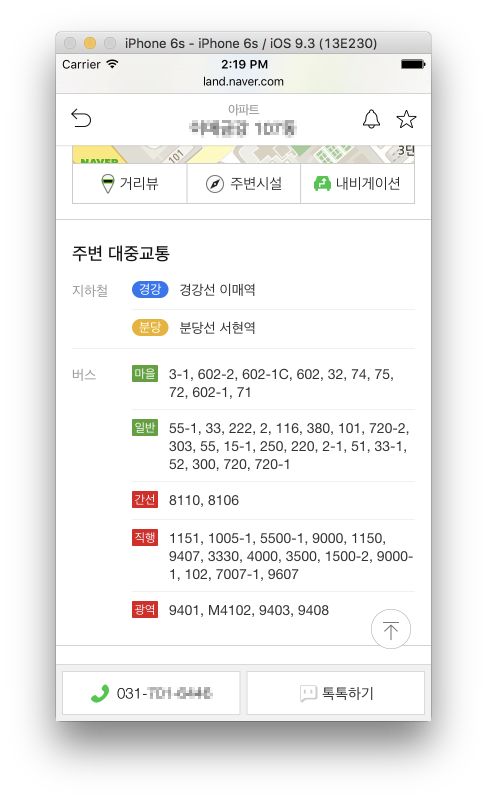 iPhone 6s - iPhone 6s / iOS 9.3 (13E230)
Carrier 2:19 PM
land.naver.com
아파트
NAVER 101 3단
거리뷰 주변시설 내비게이션
주변 대중교통
지하철 경강 경강선 이매역
분당 분당선 서현역
버스 마을 3-1, 602-2, 602-1C, 602, 32, 74, 75,
72, 602-1, 71
일반 55-1, 33, 222, 2, 116, 380, 101, 720-2,
303, 55, 15-1, 250, 220, 2-1, 51, 33-1,
52, 300, 720, 720-1
간선 8110, 8106
직행 1151, 1005-1, 5500-1, 9000, 1150,
9407, 3330, 4000, 3500, 1500-2, 9000-
1, 102, 7007-1, 9607
광역 9401, M4102, 9403, 9408
031- 톡톡하기